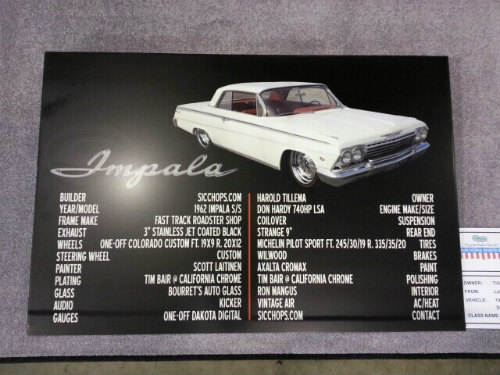 Impala
BUILDER SICCHOPS.COM HAROLD TILLEMA OWNER
YEAR/MODEL 1962 IMPALA S/S DON HARDY 740HP LSA ENGINE MAKE/SIZE
FRAME MAKE FAST TRACK ROADSTER SHOP COILOVER SUSPENSION
EXHAUST 3" STAINLESS JET COATED BLACK STRANGE 9" REAR END
WHEELS ONE-OFF COLORADO CUSTOM FT. 19X9 R. 20X12 MICHELIN PILOT SPORT FT. 245/30/19 R. 335/35/20 TIRES
STEERING WHEEL CUSTOM WILWOOD BRAKES
PAINTER SCOTT LAITINEN AXALTA CROMAX PAINT
PLATING TIM BAIR @ CALIFORNIA CHROME TIM BAIR @ CALIFORNIA CHROME POLISHING
GLASS BOURRET'S AUTO GLASS RON MANGUS INTERIOR
AUDIO KICKER VINTAGE AIR AC/HEAT
GAUGES ONE-OFF DAKOTA DIGITAL SICCHOPS.COM CONTACT
OWNER:
FROM:
VEHICLE:
CLASS NAME: